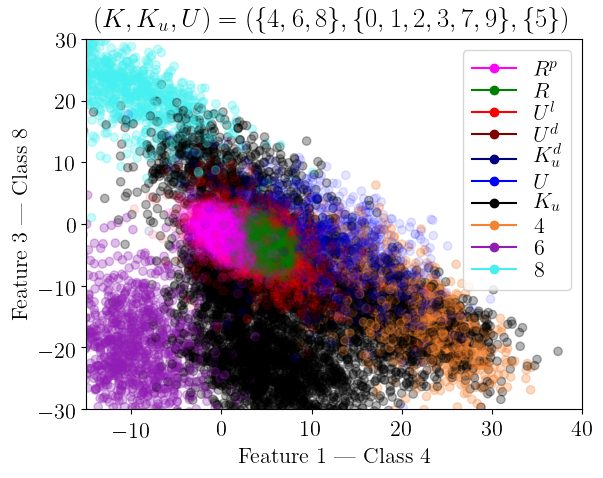 (K, K_u, U) = ({4, 6, 8}, {0, 1, 2, 3, 7, 9}, {5})
30
20
10
0
−10
−20
−30
Feature 3 — Class 8
R^p
R
U^l
U^d
K_u^d
U
K_u
4
6
8
−10
0
10
20
30
40
Feature 1 — Class 4